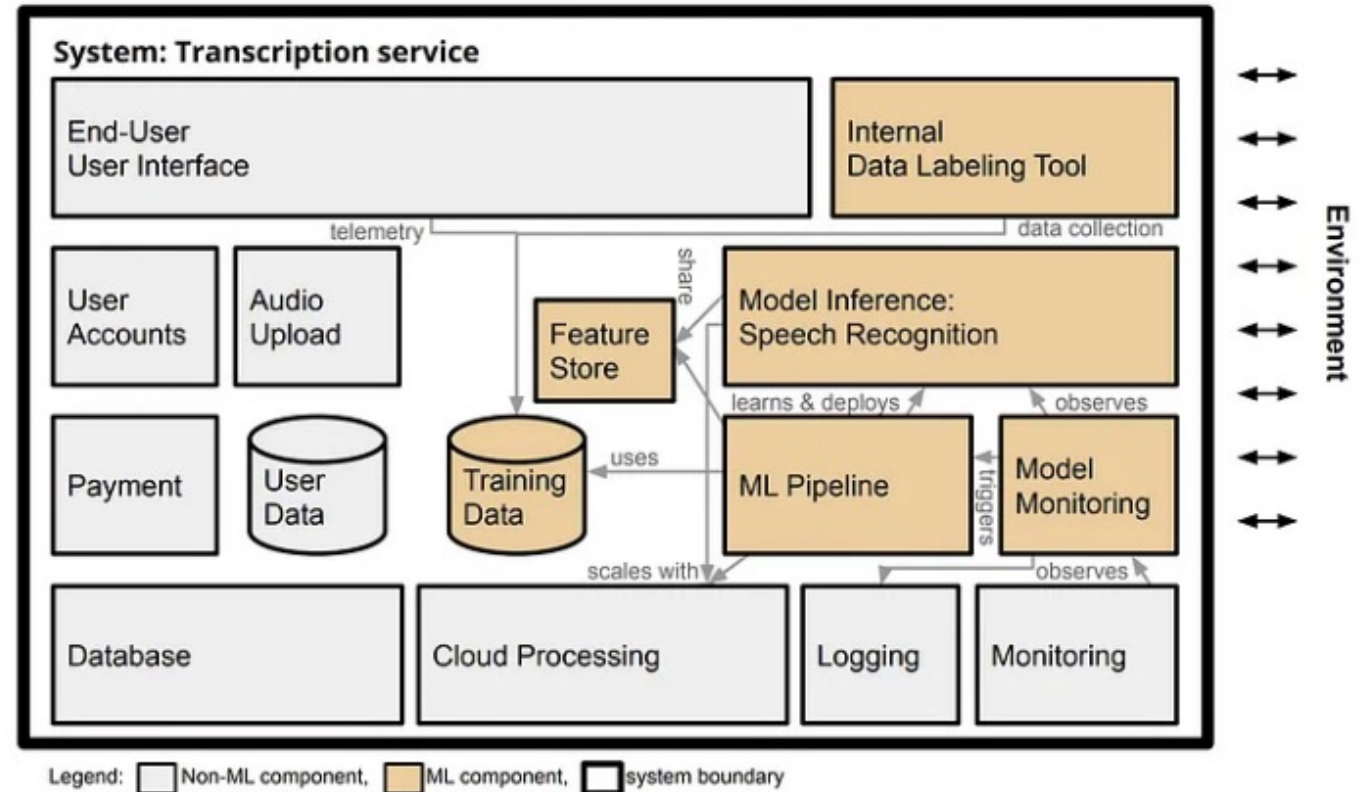 System: Transcription service
End-User
User Interface
Internal
Data Labeling Tool
telemetry
data collection
User
Accounts
Audio
Upload
Feature
Store
share
Model Inference:
Speech Recognition
learns & deploys
observes
Payment
User
Data
Training
Data
uses
ML Pipeline
triggers
Model
Monitoring
scales with
observes
Database
Cloud Processing
Logging
Monitoring
Environment
Legend: Non-ML component, ML component, system boundary